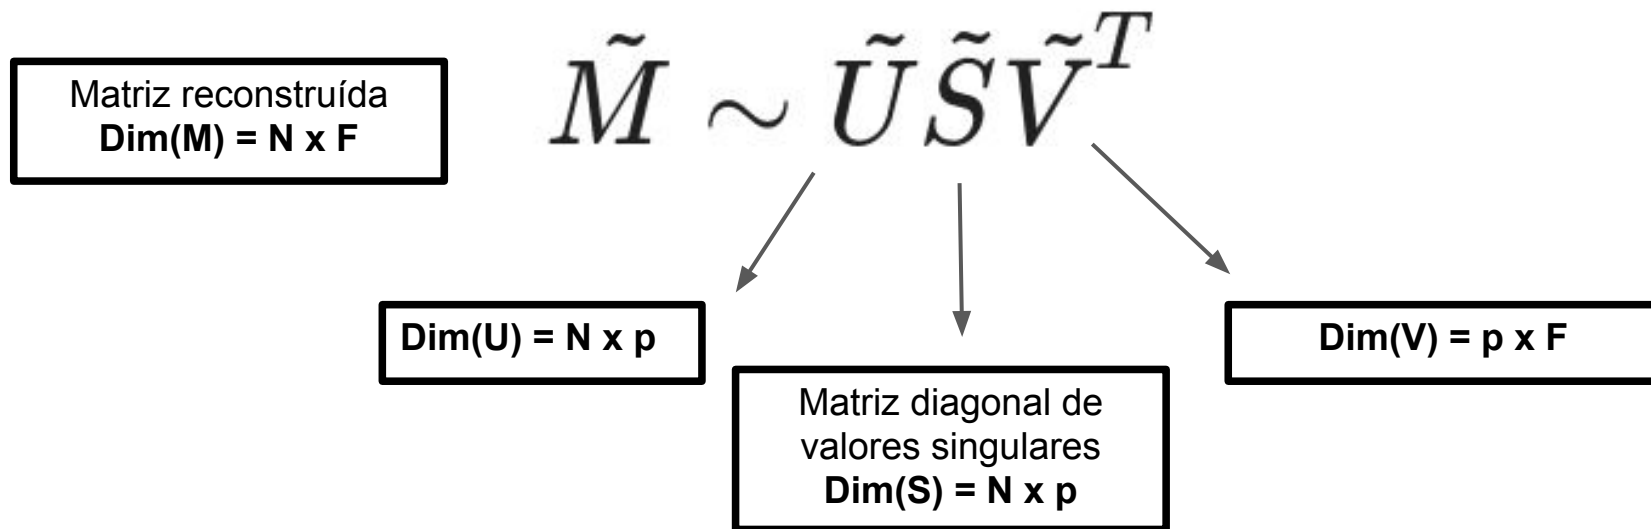 M̃ ~ ŨS̃Ṽ^T
Matriz reconstruída
Dim(M) = N x F
Dim(U) = N x p
Matriz diagonal de
valores singulares
Dim(S) = N x p
Dim(V) = p x F